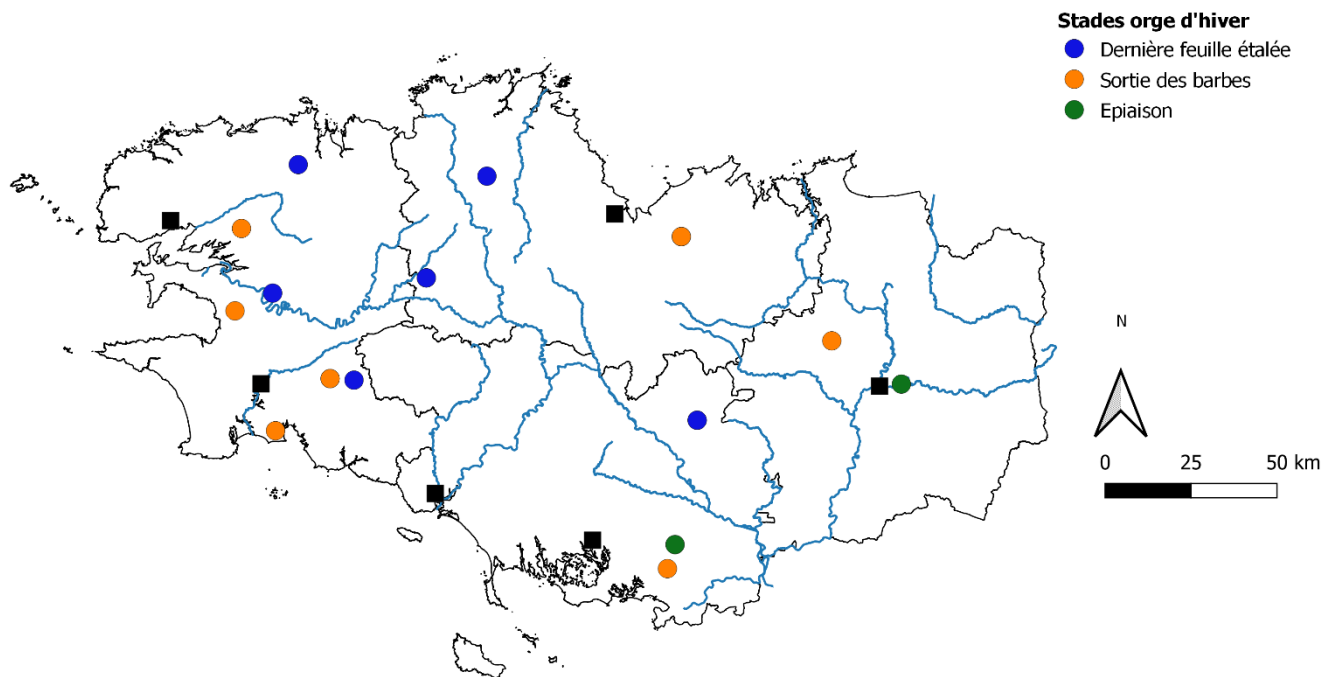 Stades orge d'hiver
Dernière feuille étalée
Sortie des barbes
Epiaison
N
0 25 50 km